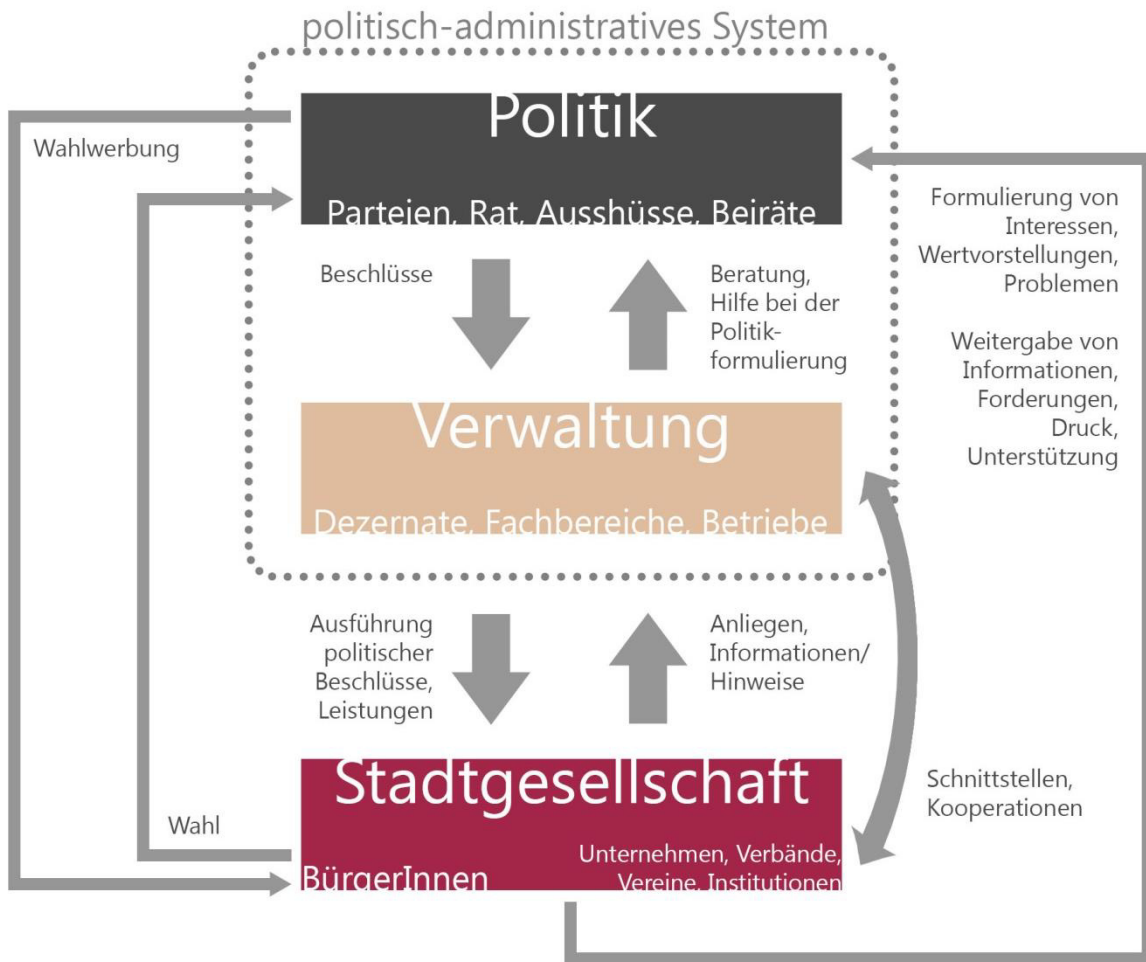 politisch-administratives System
Politik
Parteien, Rat, Ausshüsse, Beiräte
Wahlwerbung
Beschlüsse
Beratung,
Hilfe bei der
Politik-
formulierung
Formulierung von
Interessen,
Wertvorstellungen,
Problemen
Weitergabe von
Informationen,
Forderungen,
Druck,
Unterstützung
Verwaltung
Dezernate, Fachbereiche, Betriebe
Ausführung
politischer
Beschlüsse,
Leistungen
Anliegen,
Informationen/
Hinweise
Schnittstellen,
Kooperationen
Wahl
Stadtgesellschaft
BürgerInnen
Unternehmen, Verbände,
Vereine, Institutionen